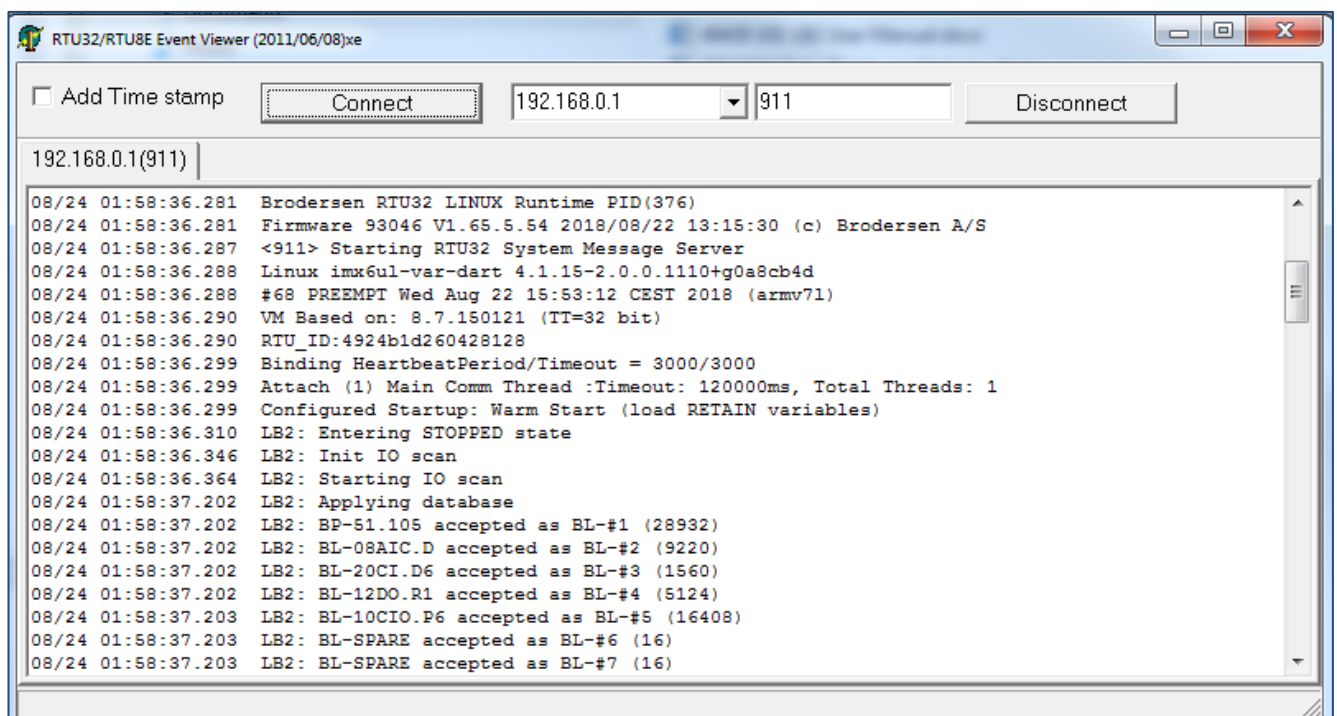 RTU32/RTU8E Event Viewer (2011/06/08)xe
Add Time stamp Connect 192.168.0.1 911 Disconnect
192.168.0.1(911)
08/24 01:58:36.281 Brodersen RTU32 LINUX Runtime PID(376)
08/24 01:58:36.281 Firmware 93046 V1.65.5.54 2018/08/22 13:15:30 (c) Brodersen A/S
08/24 01:58:36.287 <911> Starting RTU32 System Message Server
08/24 01:58:36.288 Linux imx6ul-var-dart 4.1.15-2.0.0.1110+g0a8cb4d
08/24 01:58:36.288 #68 PREEMPT Wed Aug 22 15:53:12 CEST 2018 (armv7l)
08/24 01:58:36.290 VM Based on: 8.7.150121 (TT=32 bit)
08/24 01:58:36.290 RTU_ID:4924b1d260428128
08/24 01:58:36.299 Binding HeartbeatPeriod/Timeout = 3000/3000
08/24 01:58:36.299 Attach (1) Main Comm Thread :Timeout: 120000ms, Total Threads: 1
08/24 01:58:36.299 Configured Startup: Warm Start (load RETAIN variables)
08/24 01:58:36.310 LB2: Entering STOPPED state
08/24 01:58:36.346 LB2: Init IO scan
08/24 01:58:36.364 LB2: Starting IO scan
08/24 01:58:37.202 LB2: Applying database
08/24 01:58:37.202 LB2: BP-51.105 accepted as BL-#1 (28932)
08/24 01:58:37.202 LB2: BL-08AIC.D accepted as BL-#2 (9220)
08/24 01:58:37.202 LB2: BL-20CI.D6 accepted as BL-#3 (1560)
08/24 01:58:37.202 LB2: BL-12DO.R1 accepted as BL-#4 (5124)
08/24 01:58:37.203 LB2: BL-10CIO.P6 accepted as BL-#5 (16408)
08/24 01:58:37.203 LB2: BL-SPARE accepted as BL-#6 (16)
08/24 01:58:37.203 LB2: BL-SPARE accepted as BL-#7 (16)